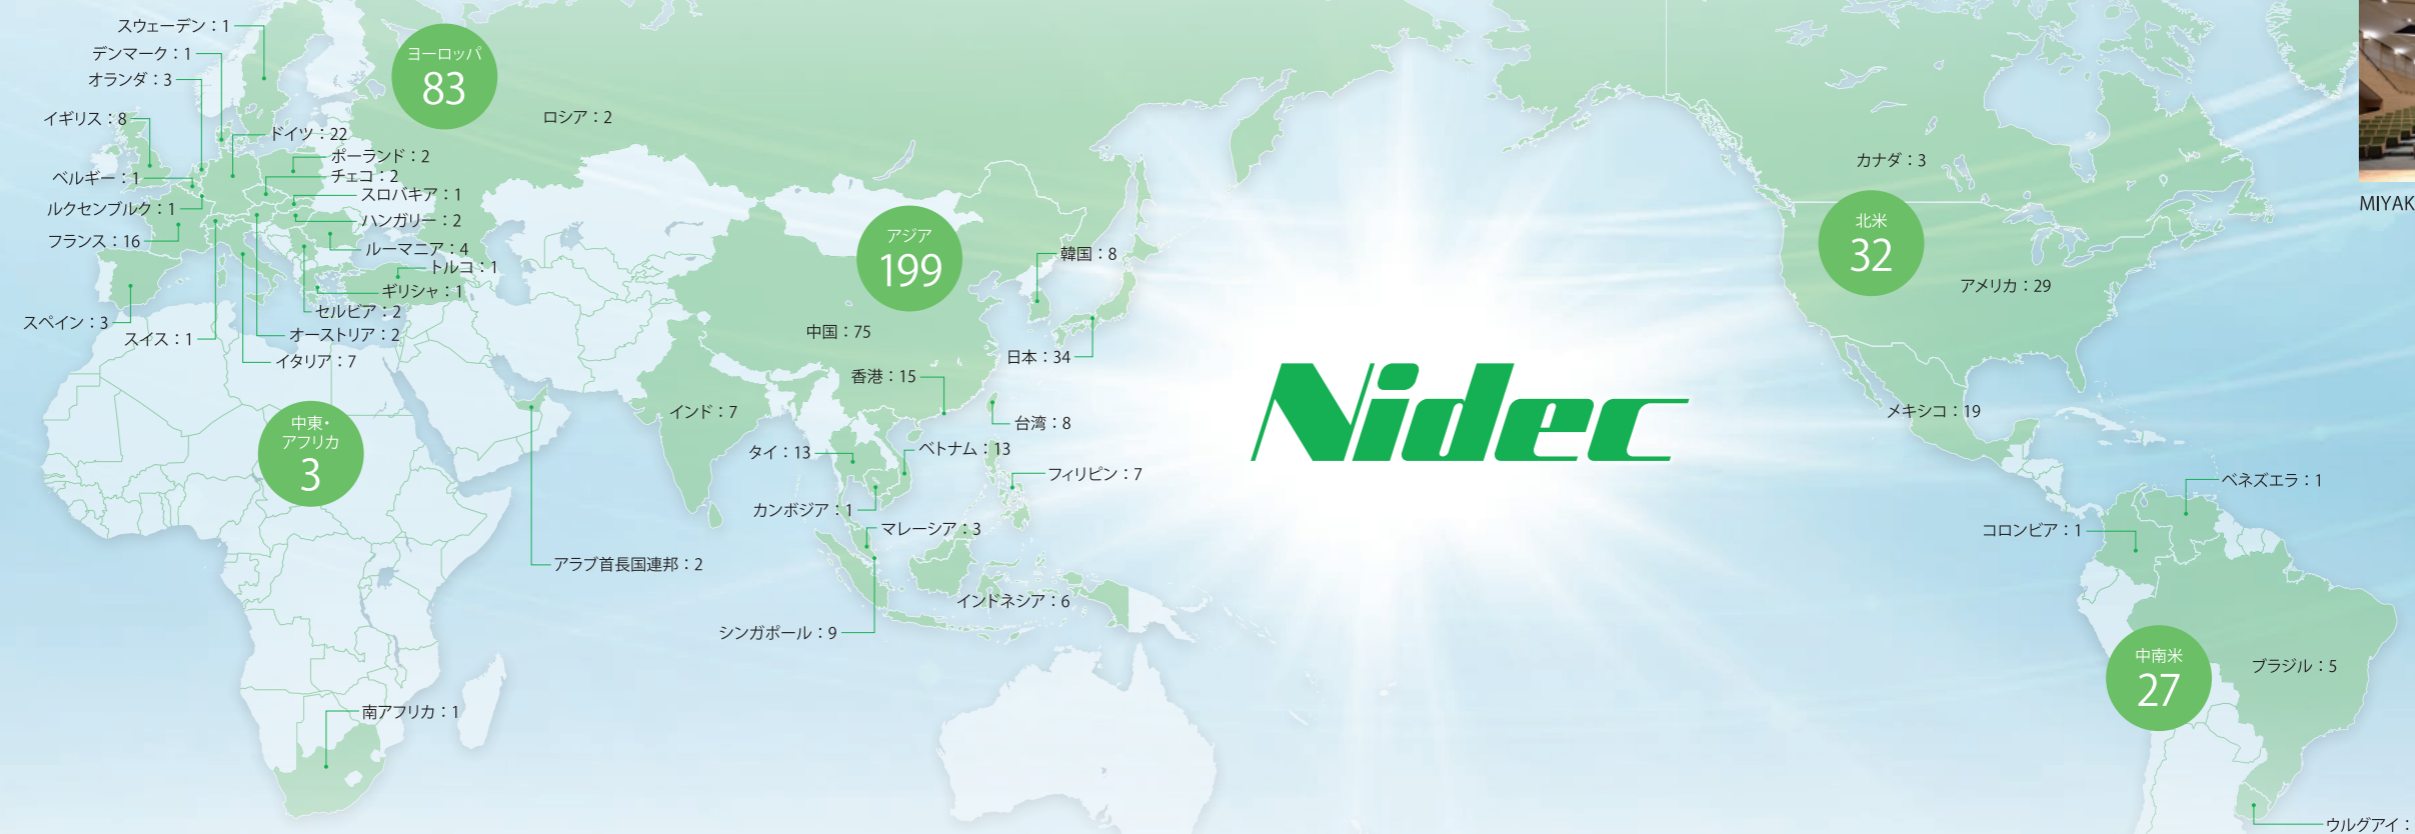 スウェーデン：1
デンマーク：1
オランダ：3
イギリス：8
ベルギー：1
ルクセンブルク：1
フランス：16
スペイン：3
スイス：1
ヨーロッパ
83
ロシア：2
ドイツ：22
ポーランド：2
チェコ：2
スロバキア：1
ハンガリー：2
ルーマニア：4
トルコ：1
ギリシャ：1
セルビア：2
オーストリア：2
イタリア：7
中東・
アフリカ
3
アラブ首長国連邦：2
南アフリカ：1
アジア
199
韓国：8
中国：75
日本：34
香港：15
台湾：8
インド：7
タイ：13
ベトナム：13
フィリピン：7
カンボジア：1
マレーシア：3
インドネシア：6
シンガポール：9
Nidec
カナダ：3
北米
32
アメリカ：29
メキシコ：19
ベネズエラ：1
コロンビア：1
中南米
27
ブラジル：5
ウルグアイ：
MIYAK